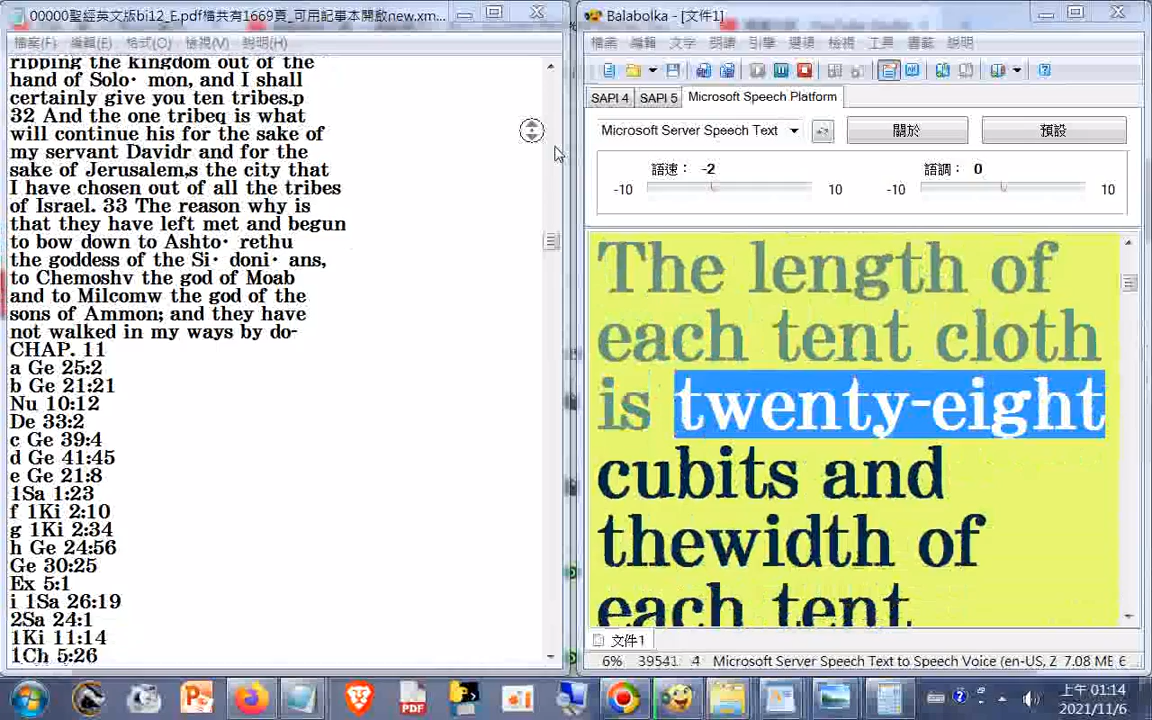 00000聖經英文版bi12_E.pdf檔共有1669頁_可用記事本開啟new.xm...
檔案(F) 編輯(E) 格式(O) 檢視(V) 說明(H)
ripping the kingdom out of the
hand of Solo· mon, and I shall
certainly give you ten tribes.p
32 And the one tribeq is what
will continue his for the sake of
my servant Davidr and for the
sake of Jerusalem,s the city that
I have chosen out of all the tribes
of Israel. 33 The reason why is
that they have left met and begun
to bow down to Ashto· rethu
the goddess of the Si· doni· ans,
to Chemoshv the god of Moab
and to Milcomw the god of the
sons of Ammon; and they have
not walked in my ways by do-
CHAP. 11
a Ge 25:2
b Ge 21:21
Nu 10:12
De 33:2
c Ge 39:4
d Ge 41:45
e Ge 21:8
1Sa 1:23
f 1Ki 2:10
g 1Ki 2:34
h Ge 24:56
Ge 30:25
Ex 5:1
i 1Sa 26:19
2Sa 24:1
1Ki 11:14
1Ch 5:26
Balabolka - [文件1]
檔案 編輯 文字 朗讀 引擎 選項 檢視 工具 書籤 說明
SAPI 4 SAPI 5 Microsoft Speech Platform
Microsoft Server Speech Text 關於 預設
語速： -2 語調： 0
-10 10 -10 10
The length of
each tent cloth
is twenty-eight
cubits and
thewidth of
each tent
文件1
6% 39541. 4 Microsoft Server Speech Text to Speech Voice (en-US, Z 7.08 MB 6
PDF
上午 01:14
2021/11/6